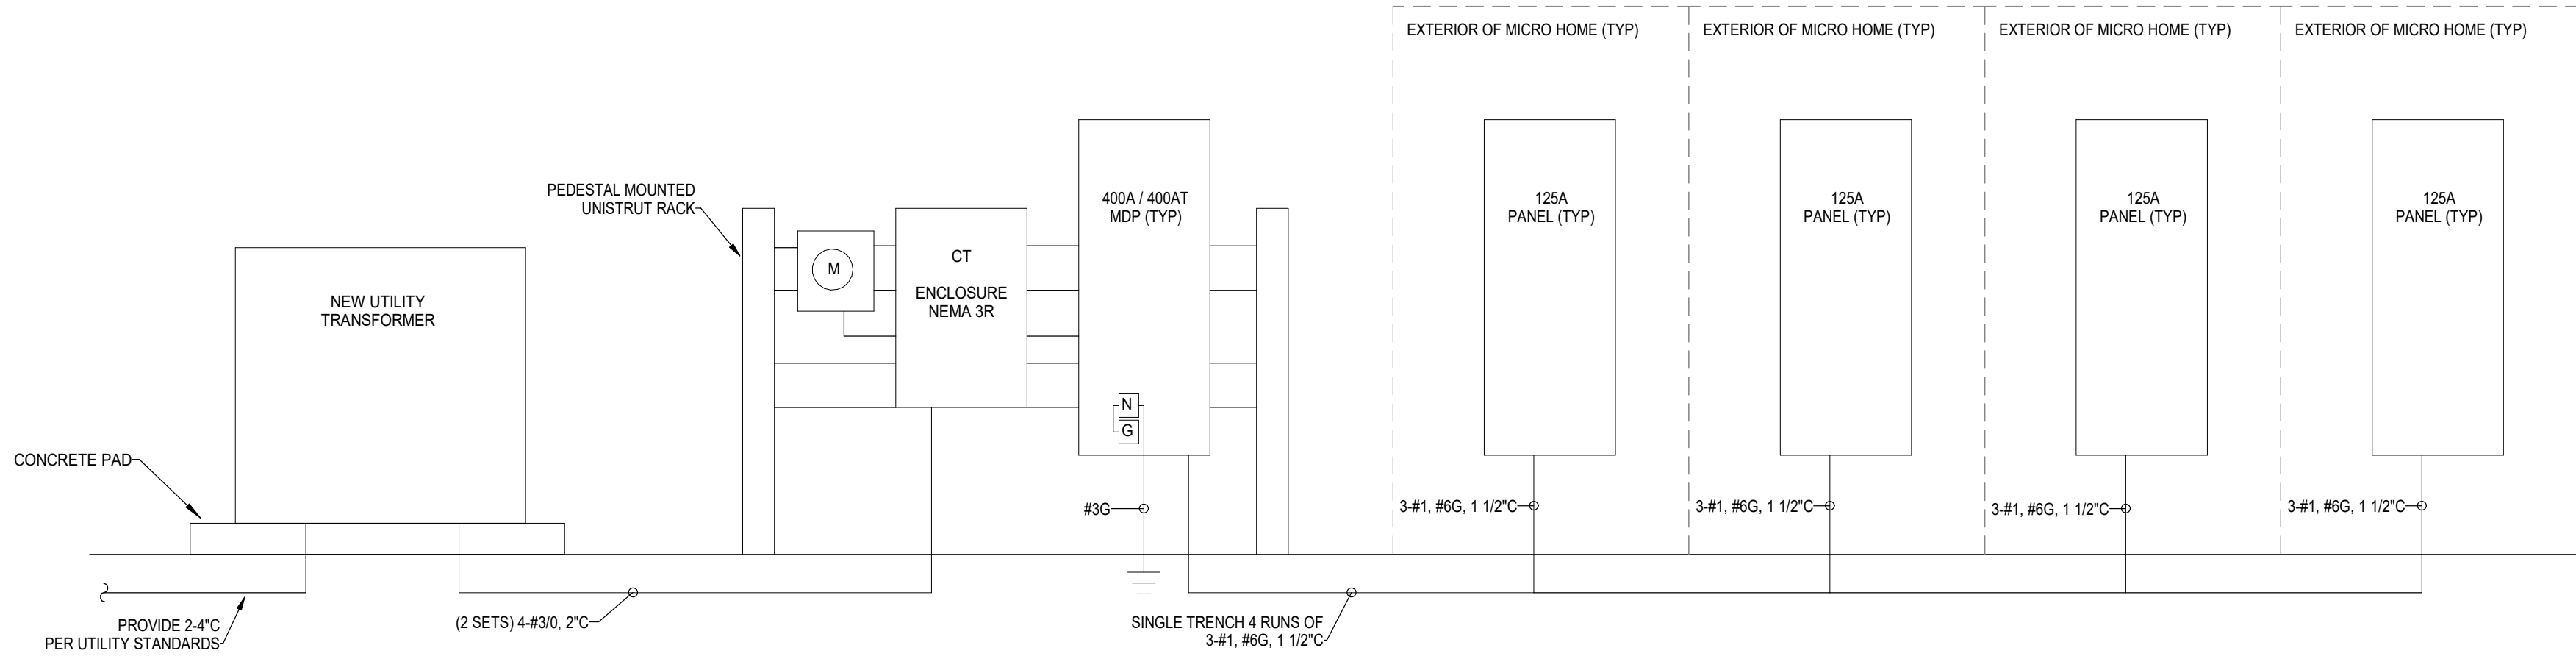 EXTERIOR OF MICRO HOME (TYP)
EXTERIOR OF MICRO HOME (TYP)
EXTERIOR OF MICRO HOME (TYP)
EXTERIOR OF MICRO HOME (TYP)
PEDESTAL MOUNTED
UNISTRUT RACK
400A / 400AT
MDP (TYP)
125A
PANEL (TYP)
125A
PANEL (TYP)
125A
PANEL (TYP)
125A
PANEL (TYP)
M
CT
ENCLOSURE
NEMA 3R
NEW UTILITY
TRANSFORMER
N
G
CONCRETE PAD
#3G
3-#1, #6G, 1 1/2"C
3-#1, #6G, 1 1/2"C
3-#1, #6G, 1 1/2"C
3-#1, #6G, 1 1/2"C
PROVIDE 2-4"C
PER UTILITY STANDARDS
(2 SETS) 4-#3/0, 2"C
SINGLE TRENCH 4 RUNS OF
3-#1, #6G, 1 1/2"C